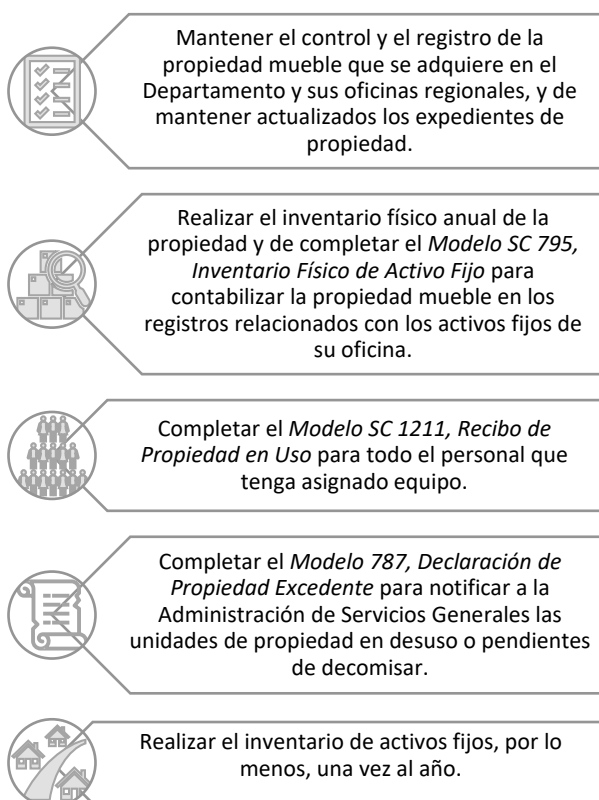 Mantener el control y el registro de la
propiedad mueble que se adquiere en el
Departamento y sus oficinas regionales, y de
mantener actualizados los expedientes de
propiedad.
Realizar el inventario físico anual de la
propiedad y de completar el Modelo SC 795,
Inventario Físico de Activo Fijo para
contabilizar la propiedad mueble en los
registros relacionados con los activos fijos de
su oficina.
Completar el Modelo SC 1211, Recibo de
Propiedad en Uso para todo el personal que
tenga asignado equipo.
Completar el Modelo 787, Declaración de
Propiedad Excedente para notificar a la
Administración de Servicios Generales las
unidades de propiedad en desuso o pendientes
de decomisar.
Realizar el inventario de activos fijos, por lo
menos, una vez al año.